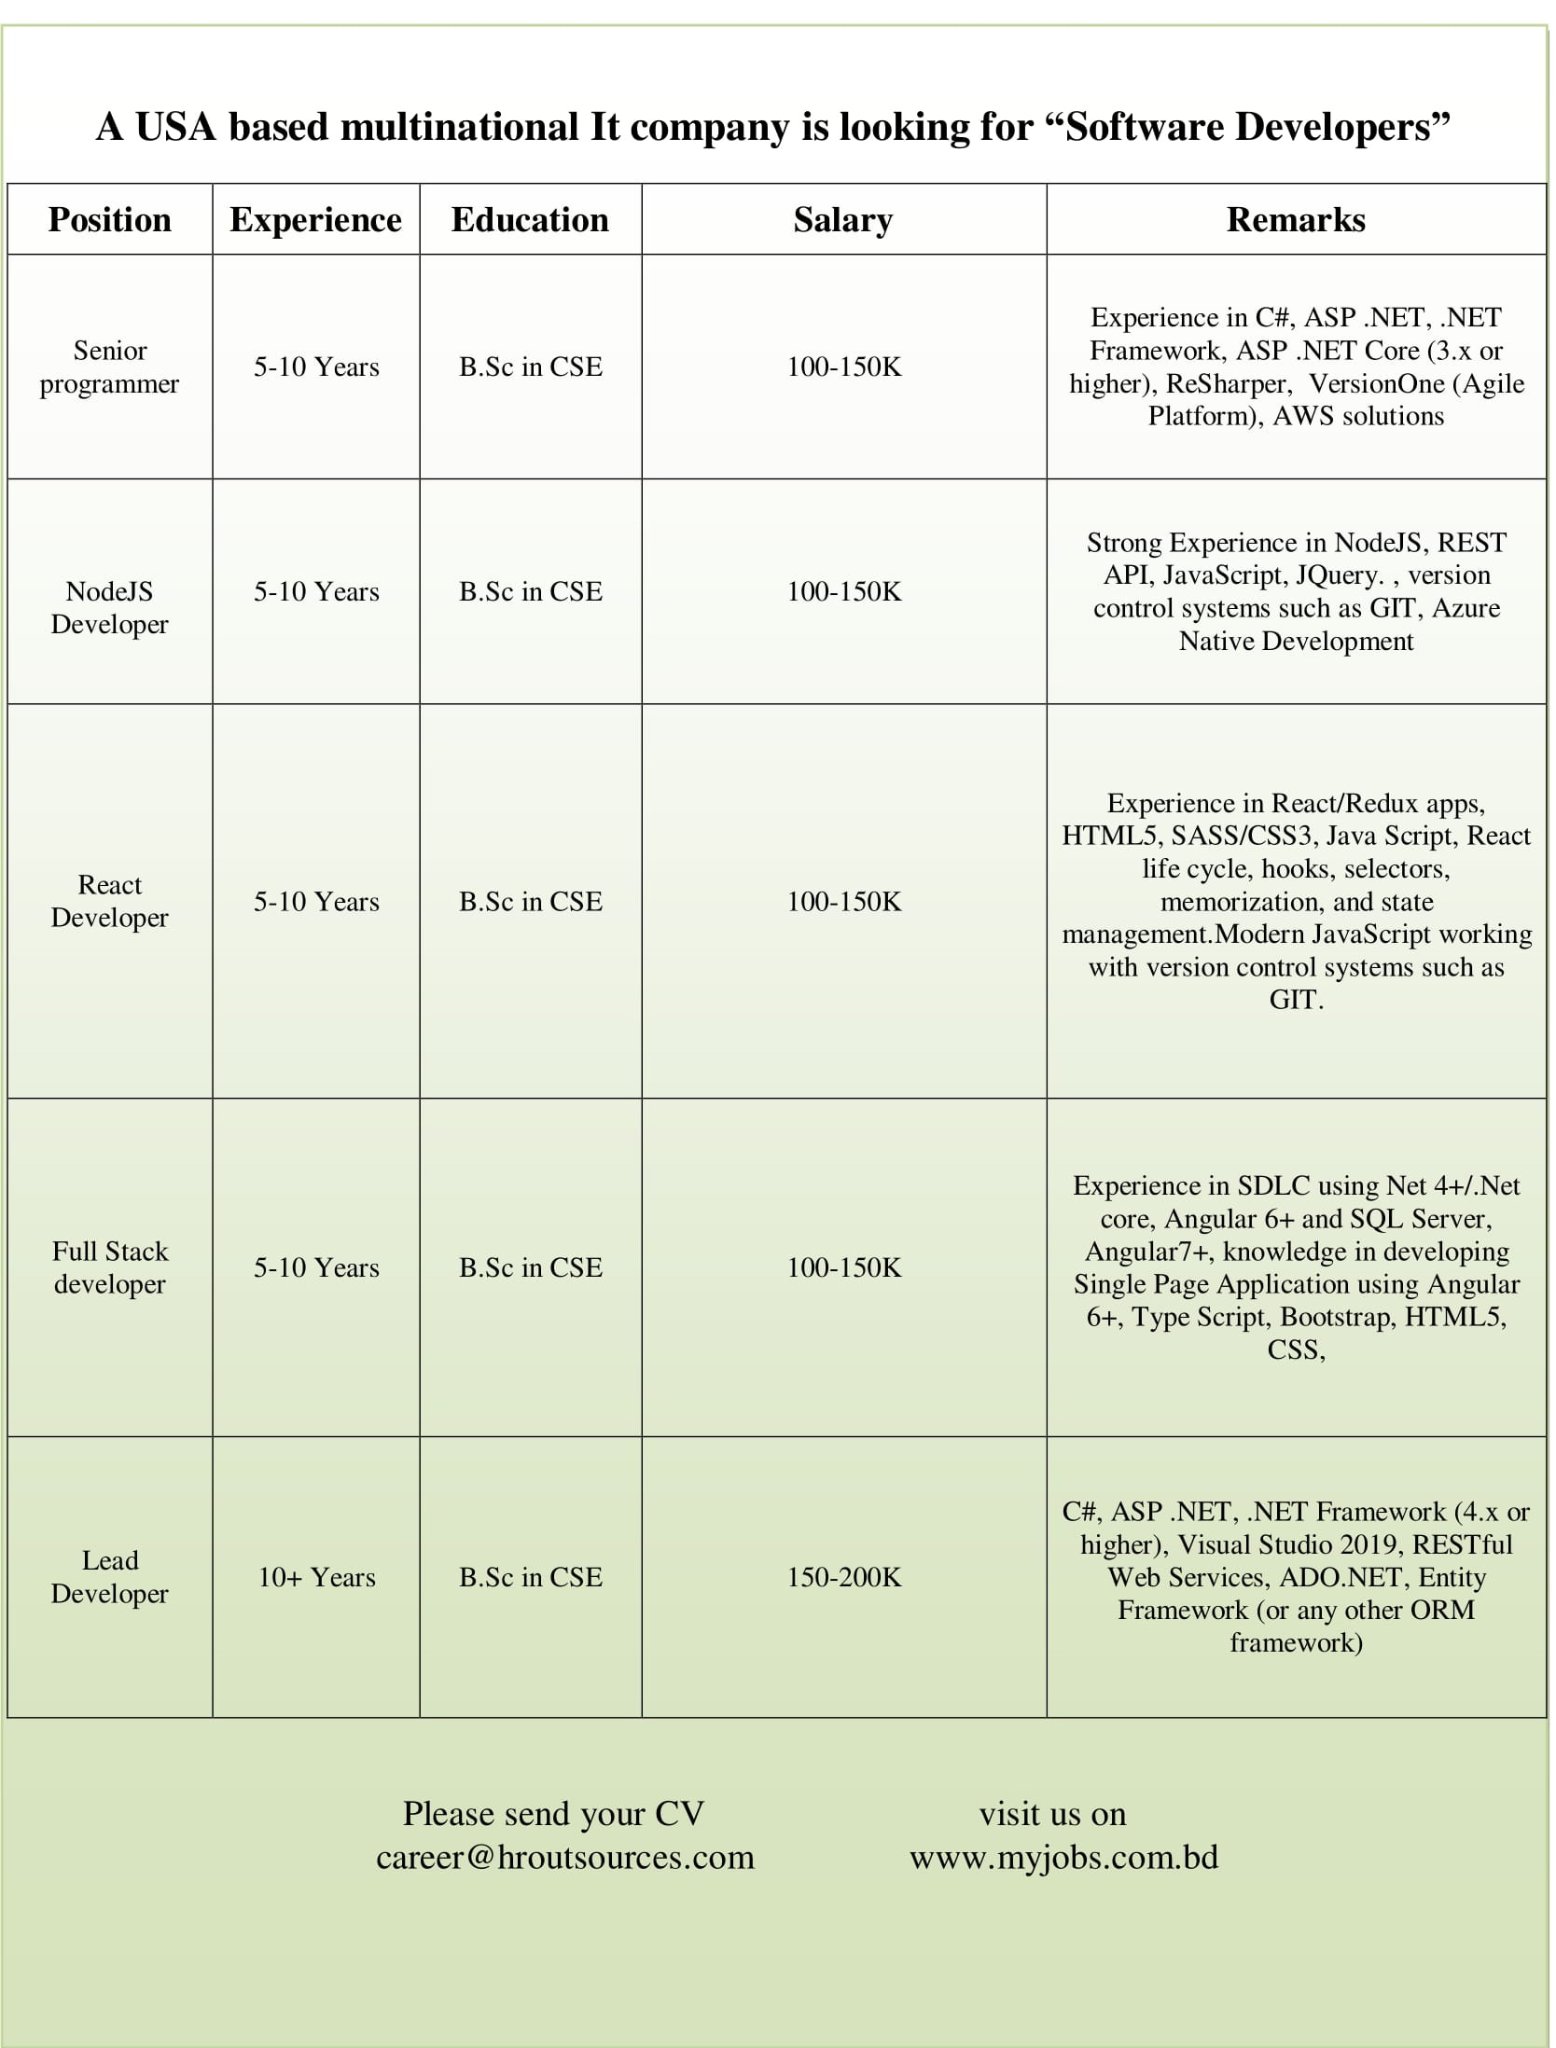 A USA based multinational It company is looking for “Software Developers”
Position Experience Education Salary Remarks
Senior
programmer
5-10 Years
B.Sc in CSE
100-150K
Experience in C#, ASP .NET, .NET
Framework, ASP .NET Core (3.x or
higher), ReSharper, VersionOne (Agile
Platform), AWS solutions
NodeJS
Developer
5-10 Years
B.Sc in CSE
100-150K
Strong Experience in NodeJS, REST
API, JavaScript, JQuery. , version
control systems such as GIT, Azure
Native Development
React
Developer
5-10 Years
B.Sc in CSE
100-150K
Experience in React/Redux apps,
HTML5, SASS/CSS3, Java Script, React
life cycle, hooks, selectors,
memorization, and state
management.Modern JavaScript working
with version control systems such as
GIT.
Full Stack
developer
5-10 Years
B.Sc in CSE
100-150K
Experience in SDLC using Net 4+/.Net
core, Angular 6+ and SQL Server,
Angular7+, knowledge in developing
Single Page Application using Angular
6+, Type Script, Bootstrap, HTML5,
CSS,
Lead
Developer
10+ Years
B.Sc in CSE
150-200K
C#, ASP .NET, .NET Framework (4.x or
higher), Visual Studio 2019, RESTful
Web Services, ADO.NET, Entity
Framework (or any other ORM
framework)
Please send your CV
career@hroutsources.com
visit us on
www.myjobs.com.bd